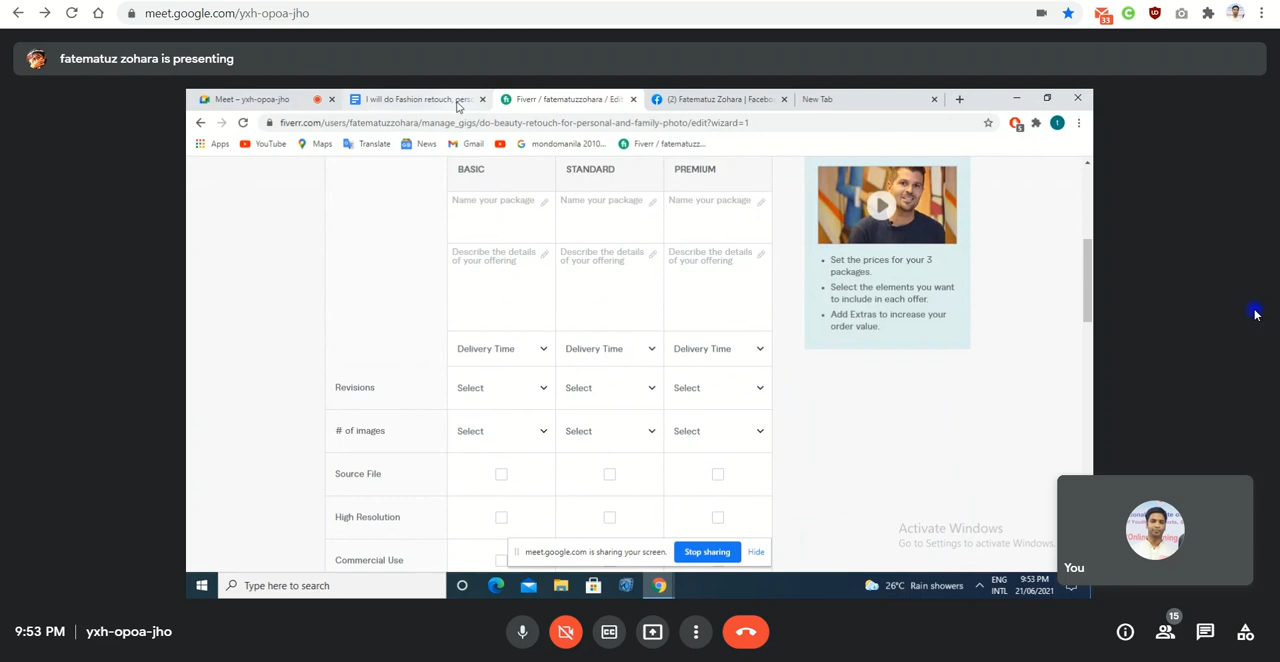 meet.google.com/yxh-opoa-jho
33
fatematuz zohara is presenting
Meet – yxh-opoa-jho
I will do Fashion retouch, pers
Fiverr / fatematuzzohara / Edit
(2) Fatematuz Zohara | Faceboo
New Tab
fiverr.com/users/fatematuzzohara/manage_gigs/do-beauty-retouch-for-personal-and-family-photo/edit?wizard=1
Apps YouTube Maps Translate News Gmail mondomanila 2010... Fiverr / fatematuzz...
BASIC STANDARD PREMIUM
Name your package Name your package Name your package
Describe the details Describe the details Describe the details
of your offering of your offering of your offering
Set the prices for your 3
packages.
Select the elements you want
to include in each offer.
Add Extras to increase your
order value.
Delivery Time Delivery Time Delivery Time
Revisions Select Select Select
# of images Select Select Select
Source File
High Resolution
Commercial Use
Activate Windows
Go to Settings to activate Windows.
meet.google.com is sharing your screen. Stop sharing Hide
You
Type here to search
26°C Rain showers
ENG
INTL
9:53 PM
21/06/2021
9:53 PM | yxh-opoa-jho
15